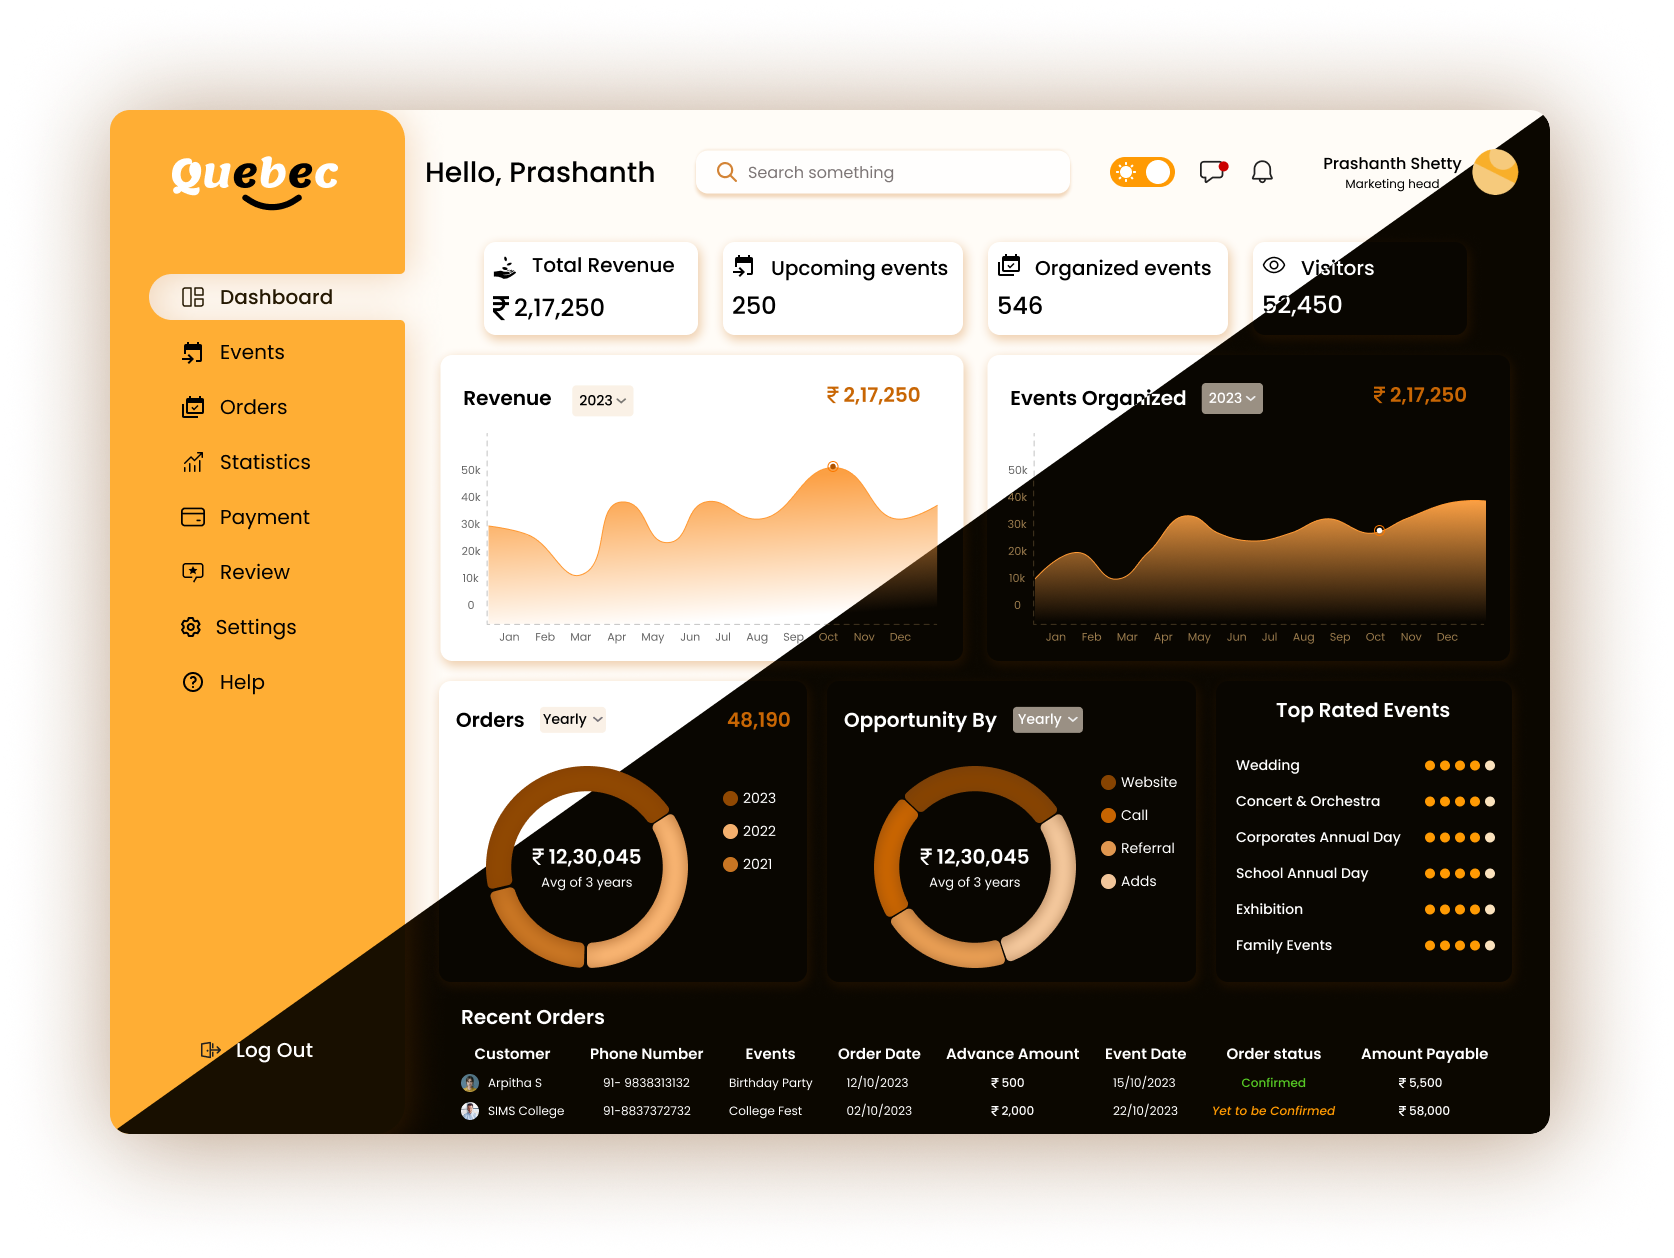 Quebec
Dashboard
Events
Orders
Statistics
Payment
Review
Settings
Help
Log Out
Hello, Prashanth
Search something
Prashanth Shetty
Marketing head
Total Revenue
₹ 2,17,250
Upcoming events
250
Organized events
546
Visitors
52,450
Revenue
2023
₹ 2,17,250
50k
40k
30k
20k
10k
0
Jan Feb Mar Apr May Jun Jul Aug Sep Oct Nov Dec
Events Organized
2023
₹ 2,17,250
50k
40k
30k
20k
10k
0
Jan Feb Mar Apr May Jun Jul Aug Sep Oct Nov Dec
Orders
Yearly
48,190
₹ 12,30,045
Avg of 3 years
2023
2022
2021
Opportunity By
Yearly
₹ 12,30,045
Avg of 3 years
Website
Call
Referral
Adds
Top Rated Events
Wedding
Concert & Orchestra
Corporates Annual Day
School Annual Day
Exhibition
Family Events
Recent Orders
Customer Phone Number Events Order Date Advance Amount Event Date Order status Amount Payable
Arpitha S 91- 9838313132 Birthday Party 12/10/2023 ₹ 500 15/10/2023 Confirmed ₹ 5,500
SIMS College 91-8837372732 College Fest 02/10/2023 ₹ 2,000 22/10/2023 Yet to be Confirmed ₹ 58,000